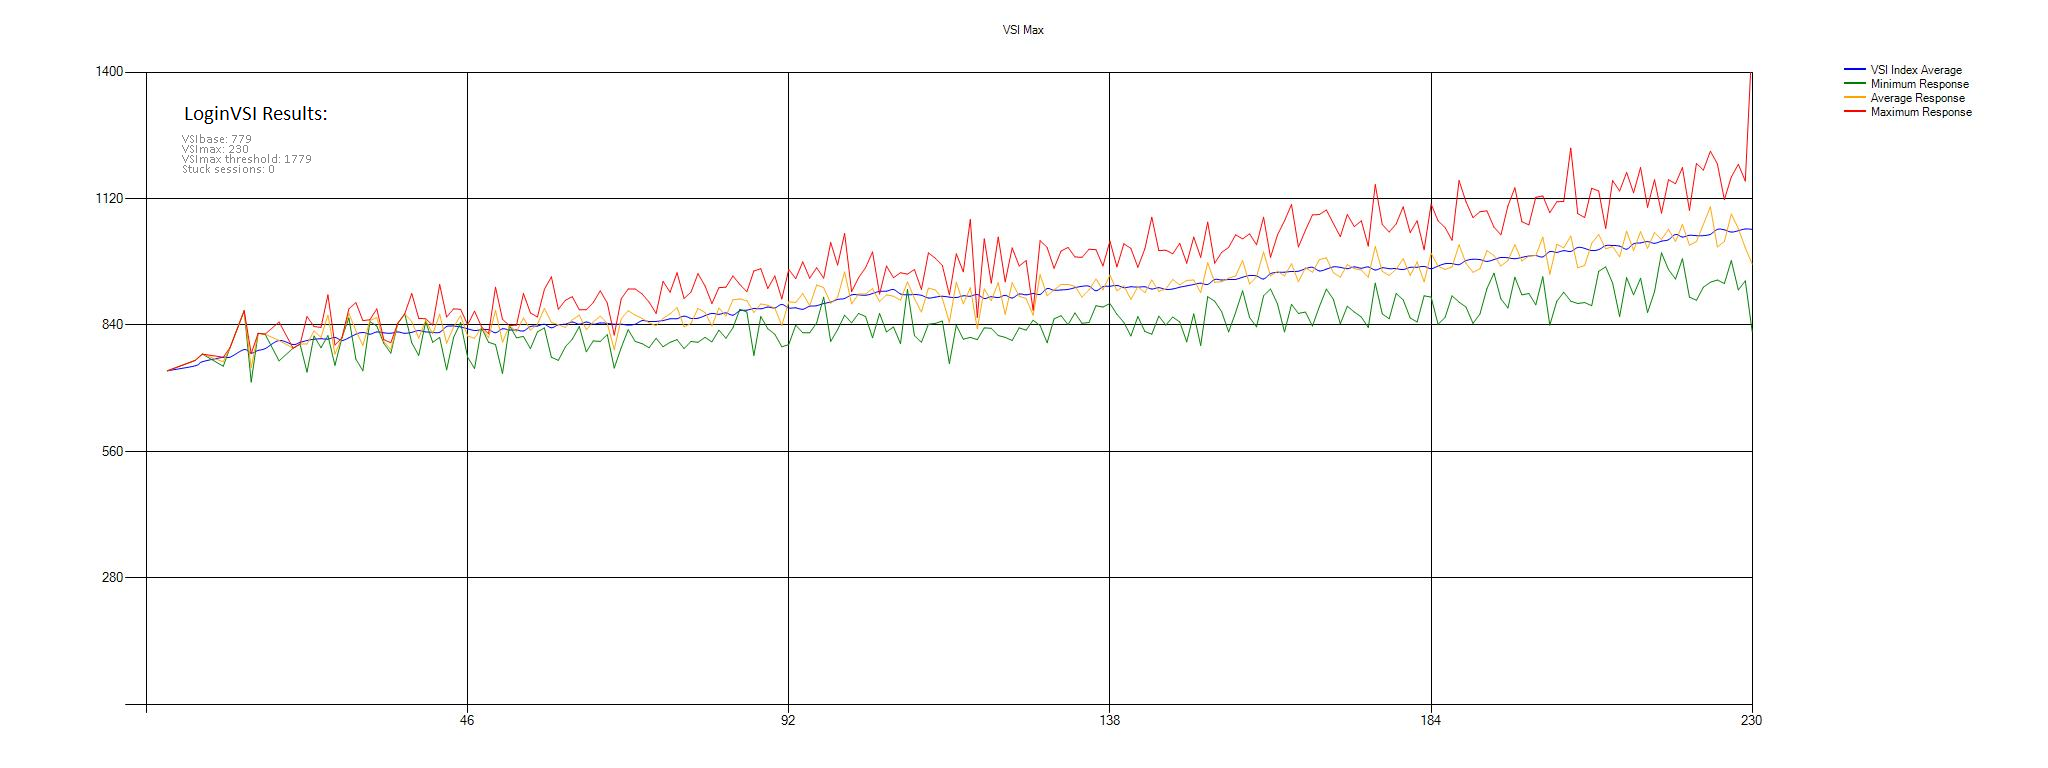 VSI Max
1400
1120
840
560
280
46
92
138
184
230
LoginVSI Results:
VSIbase: 779
VSImax: 230
VSImax threshold: 1779
Stuck sessions: 0
VSI Index Average
Minimum Response
Average Response
Maximum Response